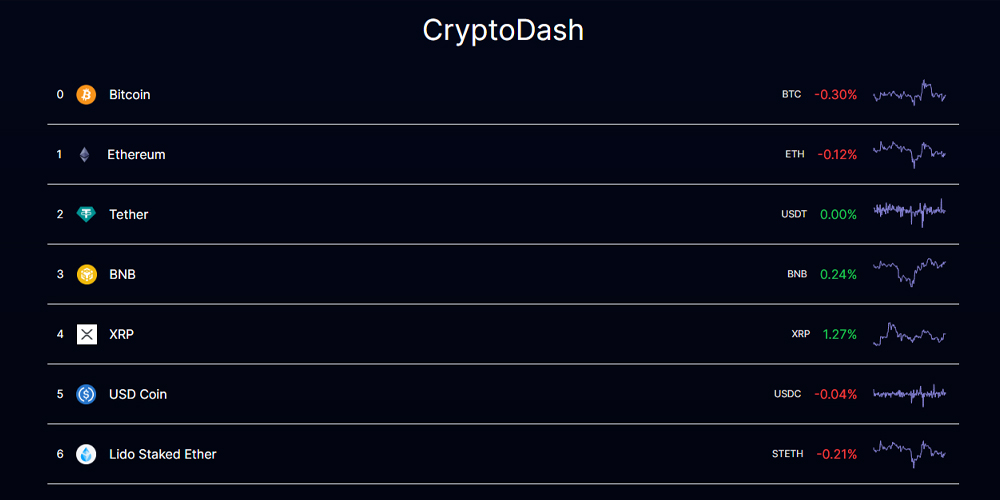 CryptoDash
0 Bitcoin BTC -0.30%
1 Ethereum ETH -0.12%
2 Tether USDT 0.00%
3 BNB BNB 0.24%
4 XRP XRP 1.27%
5 USD Coin USDC -0.04%
6 Lido Staked Ether STETH -0.21%